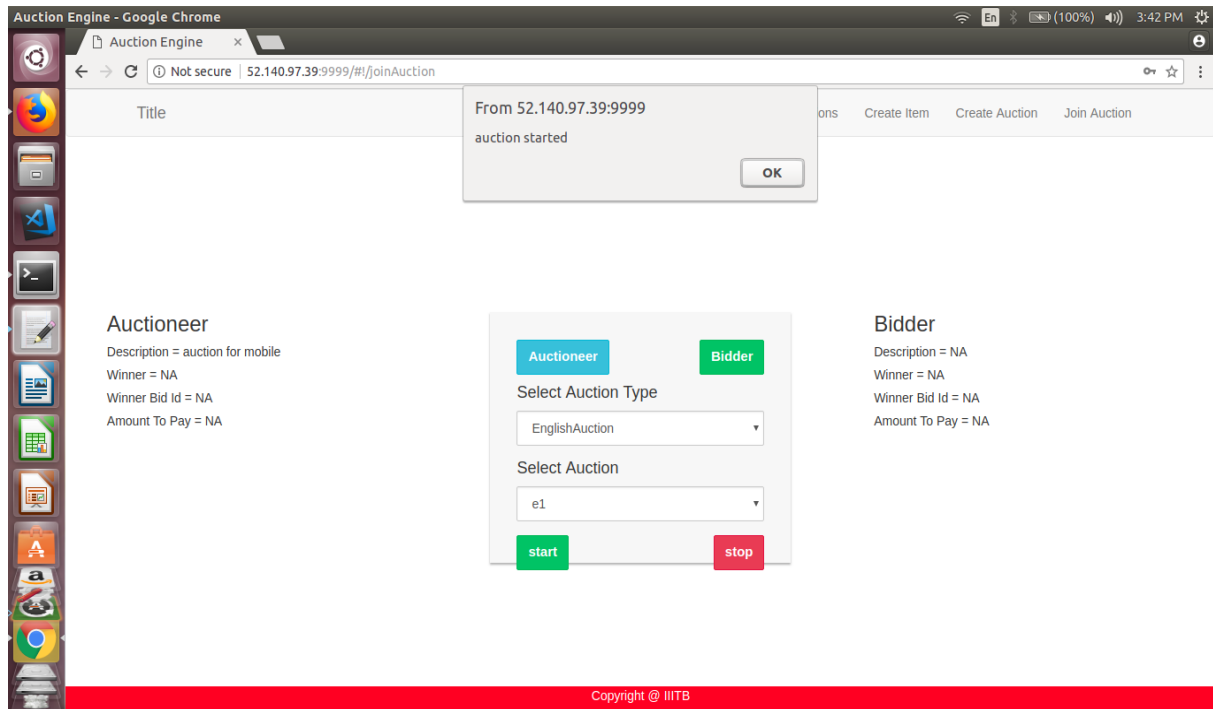 Auction Engine - Google Chrome
En (100%) 3:42 PM
Auction Engine ×
Not secure | 52.140.97.39:9999/#!/joinAuction
Title
ons Create Item Create Auction Join Auction
From 52.140.97.39:9999
auction started
OK
Auctioneer
Description = auction for mobile
Winner = NA
Winner Bid Id = NA
Amount To Pay = NA
Auctioneer Bidder
Select Auction Type
EnglishAuction
Select Auction
e1
start stop
Bidder
Description = NA
Winner = NA
Winner Bid Id = NA
Amount To Pay = NA
Copyright @ IIITB